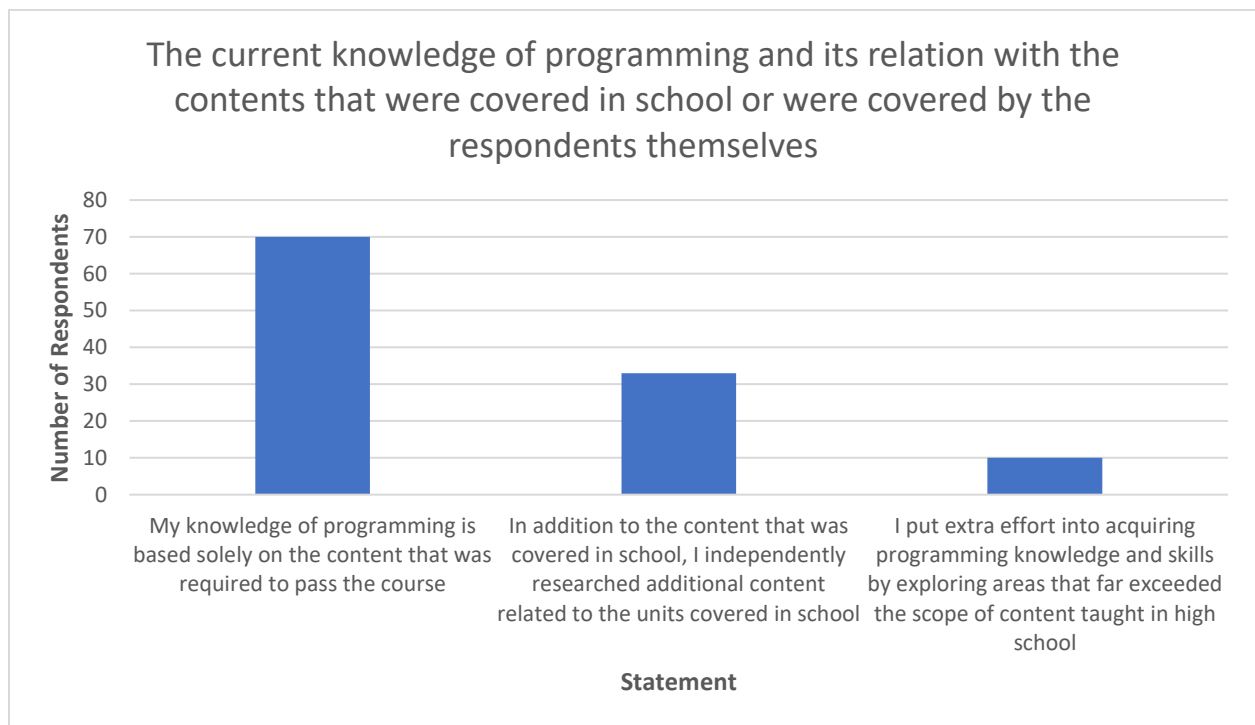 The current knowledge of programming and its relation with the
contents that were covered in school or were covered by the
respondents themselves
Number of Respondents
80
70
60
50
40
30
20
10
0
My knowledge of programming is
based solely on the content that was
required to pass the course
In addition to the content that was
covered in school, I independently
researched additional content
related to the units covered in school
I put extra effort into acquiring
programming knowledge and skills
by exploring areas that far exceeded
the scope of content taught in high
school
Statement